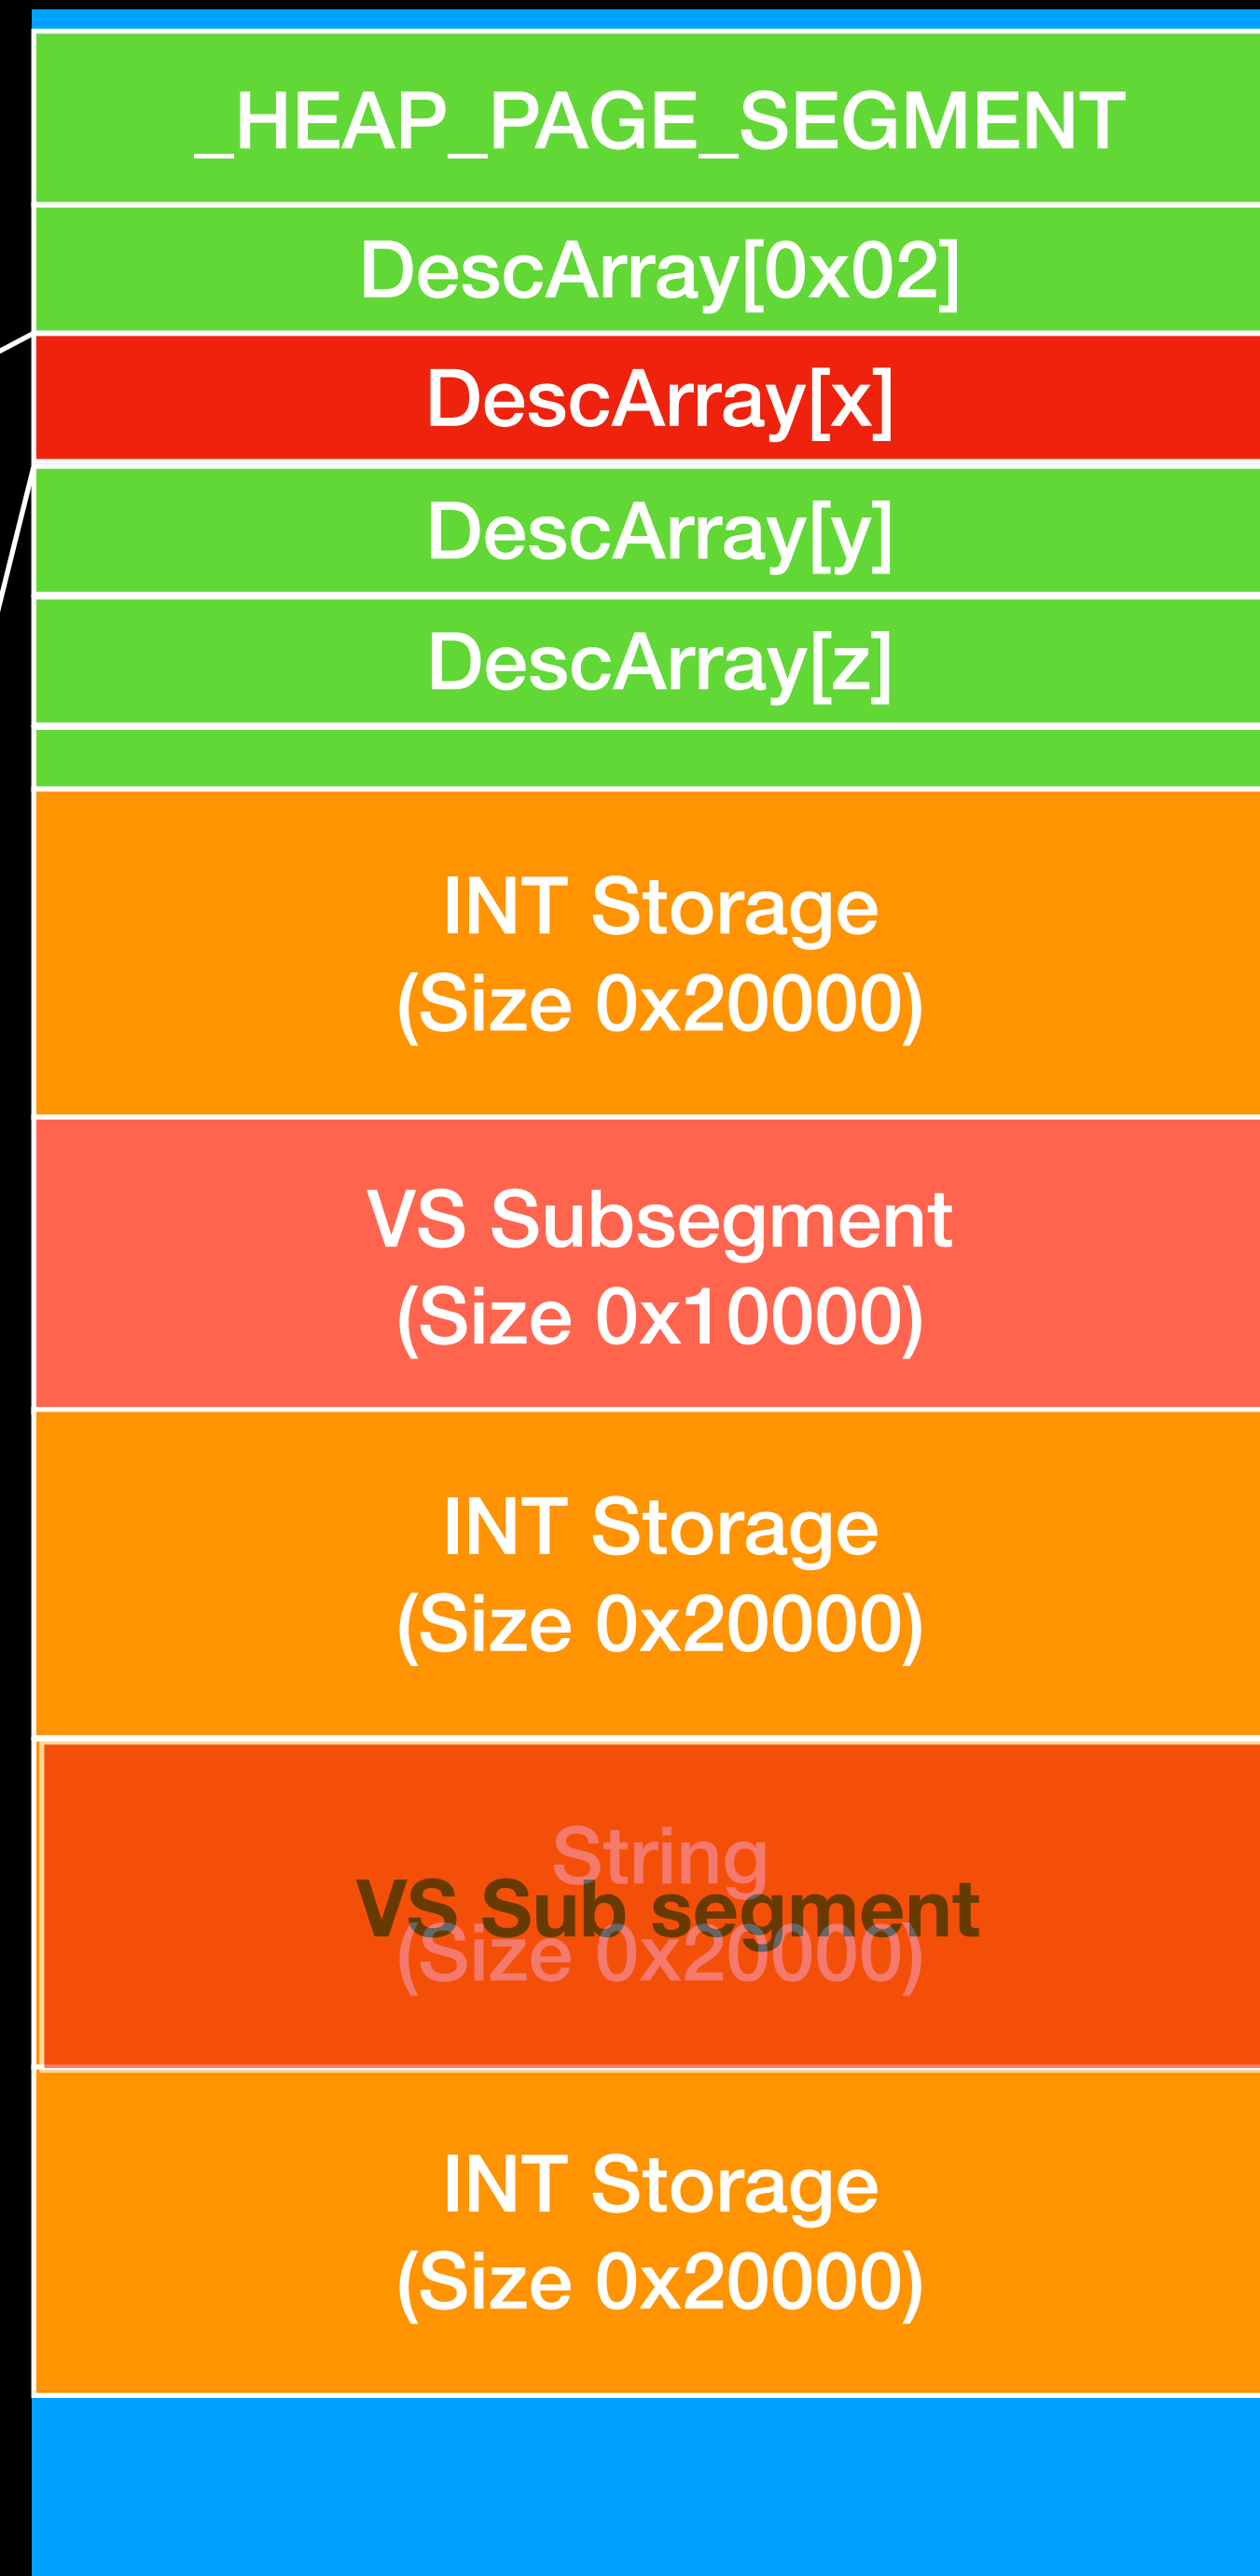 _HEAP_PAGE_SEGMENT
DescArray[0x02]
DescArray[x]
DescArray[y]
DescArray[z]
INT Storage
(Size 0x20000)
VS Subsegment
(Size 0x10000)
INT Storage
(Size 0x20000)
String
VS Sub segment
(Size 0x20000)
INT Storage
(Size 0x20000)